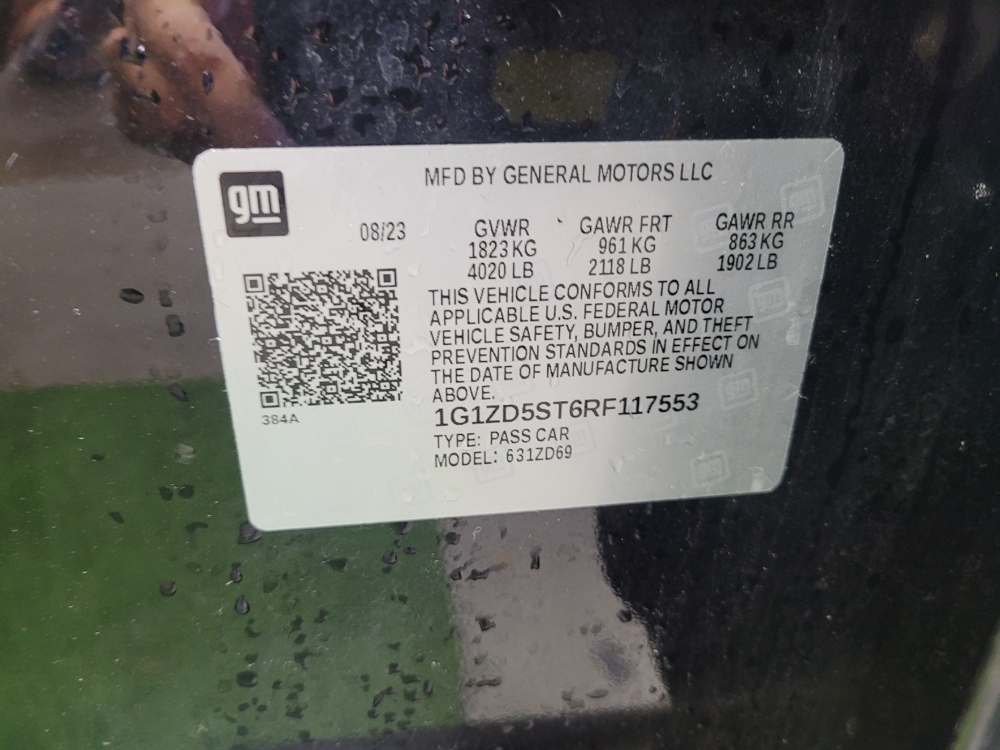 gm
MFD BY GENERAL MOTORS LLC
08/23
GVWR GAWR FRT GAWR RR
1823 KG 961 KG 863 KG
4020 LB 2118 LB 1902 LB
THIS VEHICLE CONFORMS TO ALL
APPLICABLE U.S. FEDERAL MOTOR
VEHICLE SAFETY, BUMPER, AND THEFT
PREVENTION STANDARDS IN EFFECT ON
THE DATE OF MANUFACTURE SHOWN
ABOVE.
1G1ZD5ST6RF117553
TYPE: PASS CAR
MODEL: 631ZD69
384A